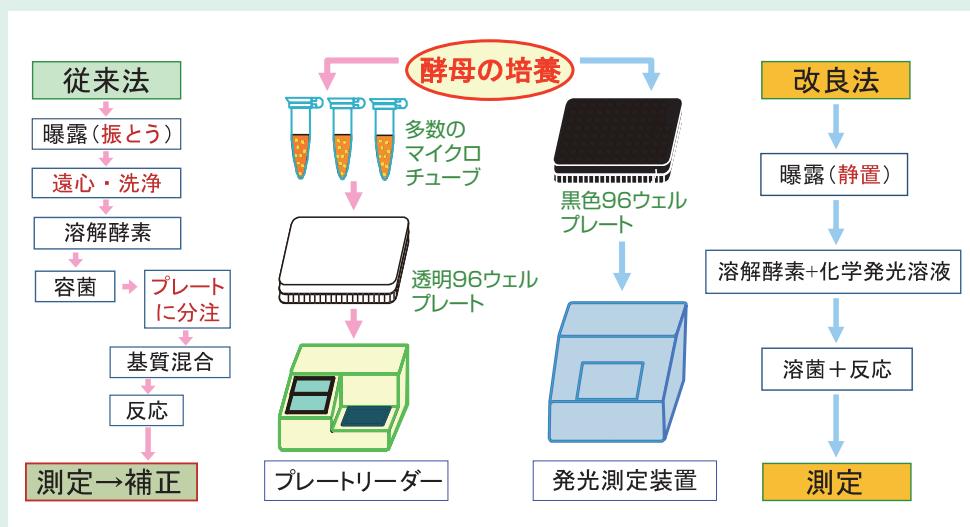 酵母の培養
従来法
曝露(振とう)
遠心・洗浄
溶解酵素
容菌
プレート
に分注
基質混合
反応
測定→補正
多数の
マイクロ
チューブ
透明96ウェル
プレート
プレートリーダー
黒色96ウェル
プレート
発光測定装置
改良法
曝露(静置)
溶解酵素+化学発光溶液
溶菌+反応
測定